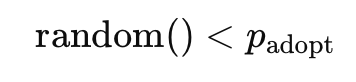 random() < p_adopt